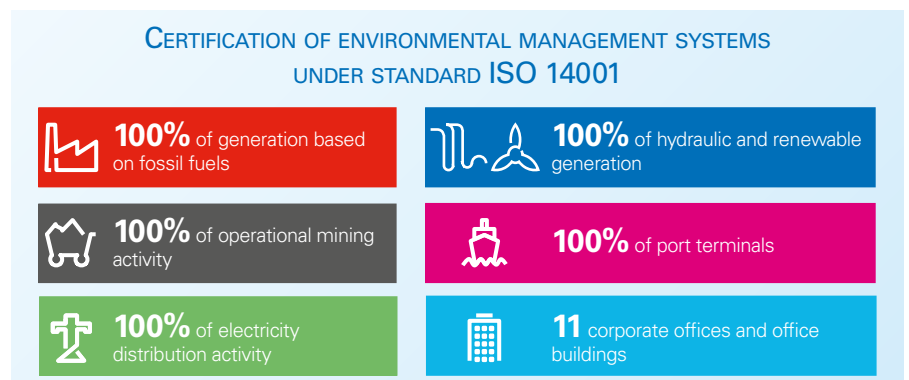 CERTIFICATION OF ENVIRONMENTAL MANAGEMENT SYSTEMS
UNDER STANDARD ISO 14001
100% of generation based
on fossil fuels
100% of hydraulic and renewable
generation
100% of operational mining
activity
100% of port terminals
100% of electricity
distribution activity
11 corporate offices and office
buildings